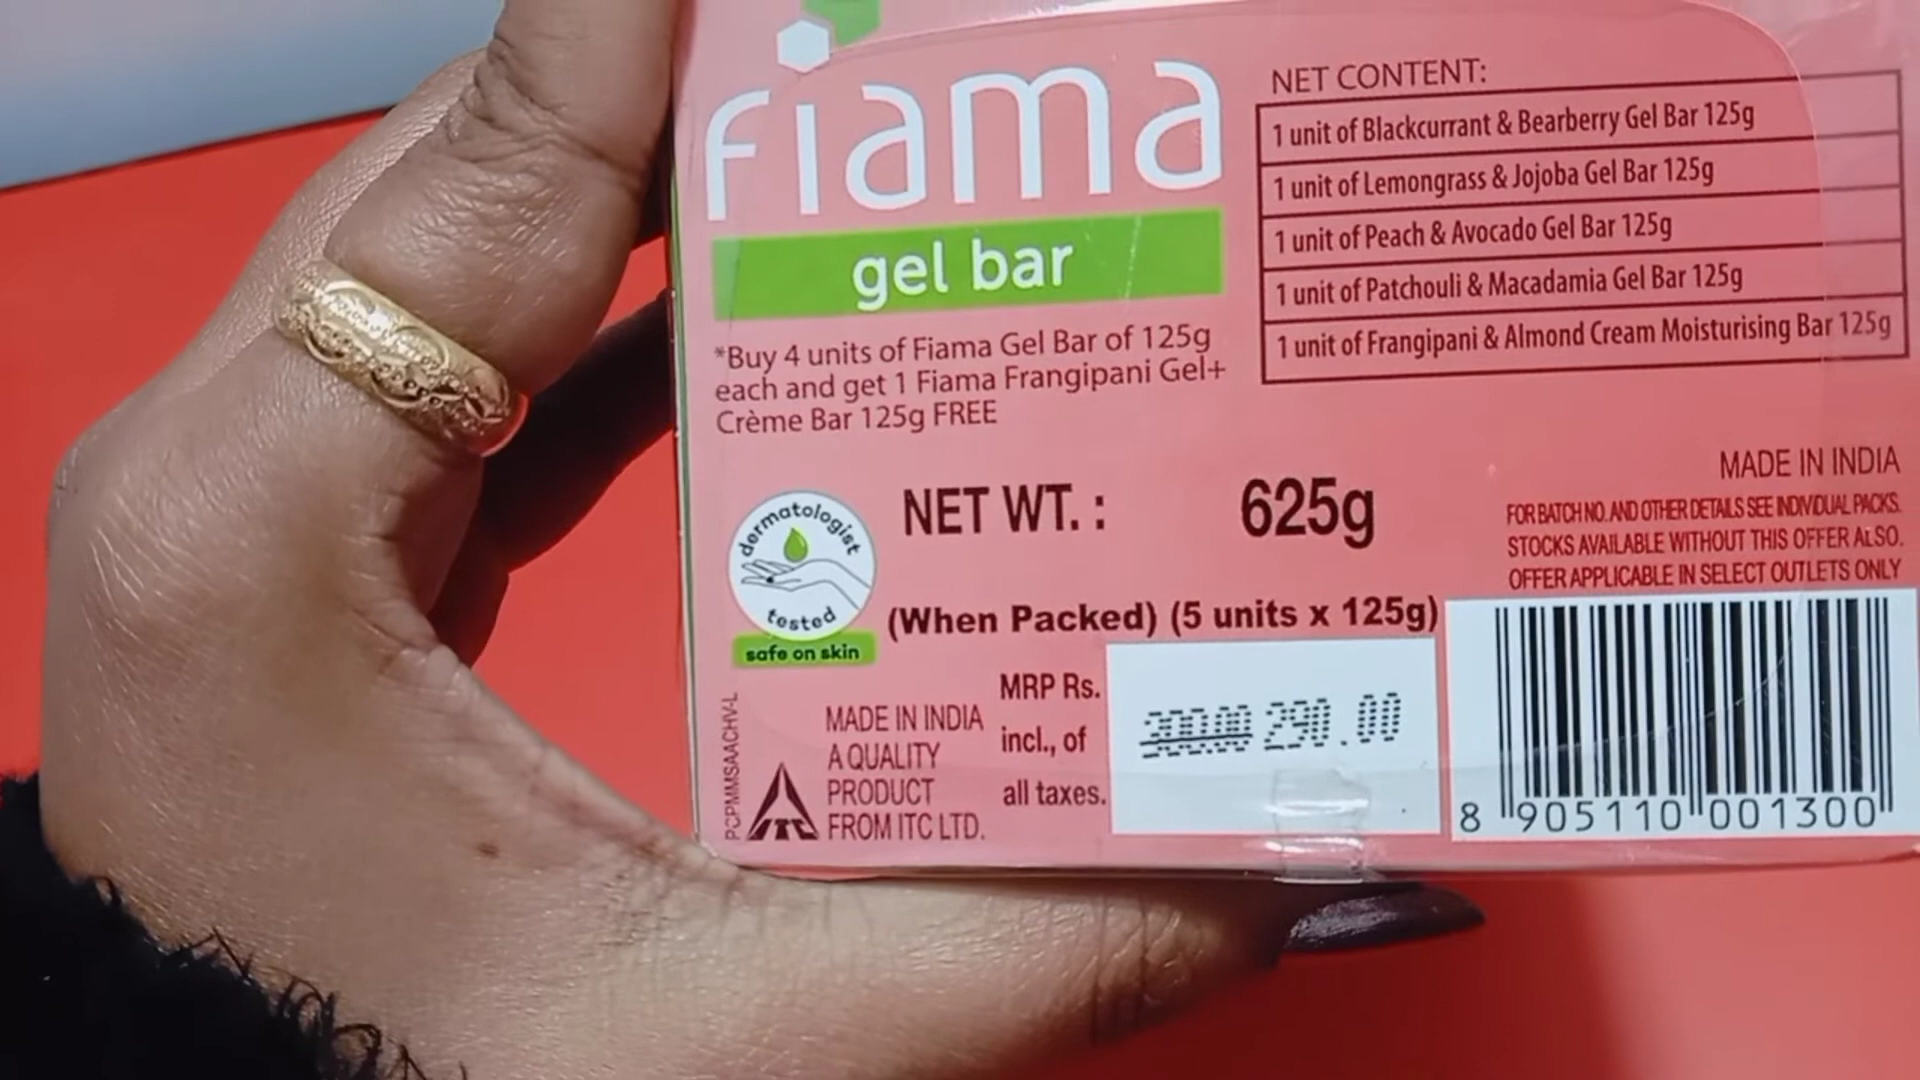 fiama
gel bar
*Buy 4 units of Fiama Gel Bar of 125g
each and get 1 Fiama Frangipani Gel+
Crème Bar 125g FREE
NET CONTENT:
1 unit of Blackcurrant & Bearberry Gel Bar 125g
1 unit of Lemongrass & Jojoba Gel Bar 125g
1 unit of Peach & Avocado Gel Bar 125g
1 unit of Patchouli & Macadamia Gel Bar 125g
1 unit of Frangipani & Almond Cream Moisturising Bar 125g
MADE IN INDIA
FOR BATCH NO. AND OTHER DETAILS SEE INDIVIDUAL PACKS.
STOCKS AVAILABLE WITHOUT THIS OFFER ALSO.
OFFER APPLICABLE IN SELECT OUTLETS ONLY
dermatologist
tested
safe on skin
NET WT. : 625g
(When Packed) (5 units x 125g)
MRP Rs.
incl., of
all taxes.
300.00 290.00
PCPMMSAACHV-L
MADE IN INDIA
A QUALITY
PRODUCT
FROM ITC LTD.
ITC
8 905110 001300